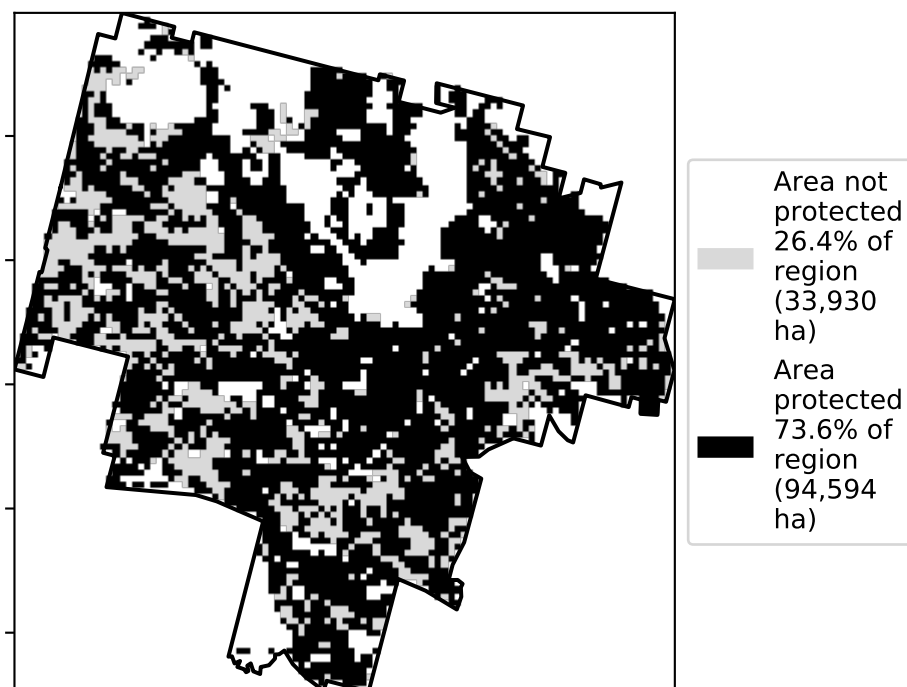 Area not
protected
26.4% of
region
(33,930
ha)
Area
protected
73.6% of
region
(94,594
ha)